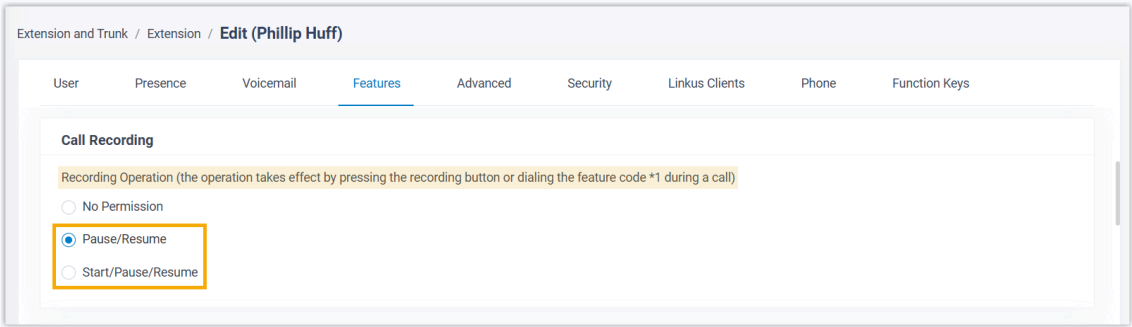 Extension and Trunk / Extension / Edit (Phillip Huff)
User Presence Voicemail Features Advanced Security Linkus Clients Phone Function Keys
Call Recording
Recording Operation (the operation takes effect by pressing the recording button or dialing the feature code *1 during a call)
No Permission
Pause/Resume
Start/Pause/Resume